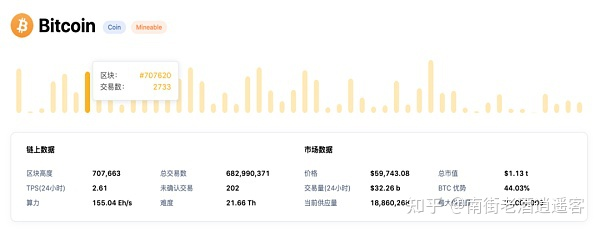 Bitcoin Coin Mineable
区块: #707620
交易数: 2733
链上数据 市场数据
区块高度 707,663 总交易数 682,990,371 价格 $59,743.08 总市值 $1.13 t
TPS(24小时) 2.61 未确认交易 202 交易量(24小时) $32.26 b BTC 优势 44.03%
算力 155.04 Eh/s 难度 21.66 Th 当前供应量 18,860,26
知乎 @南街老酒逍遥客